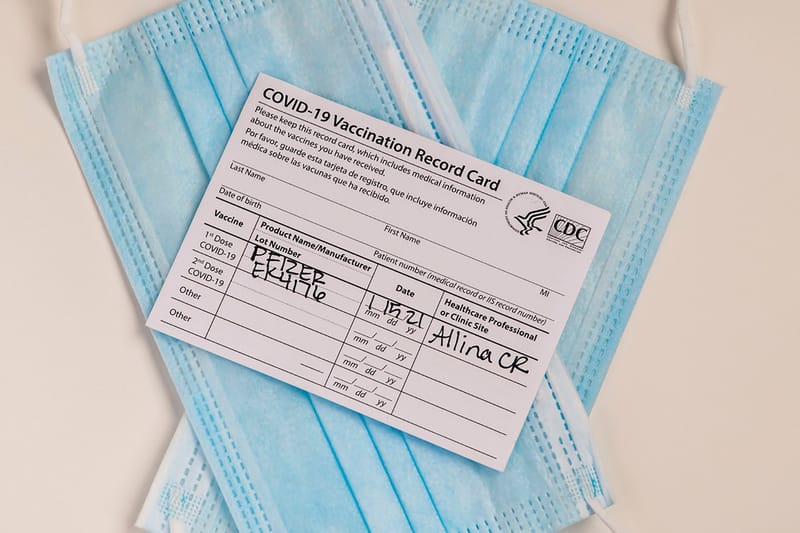 COVID-19 Vaccination Record Card
Please keep this record card, which includes medical information
about the vaccines you have received.
Por favor, guarde esta tarjeta de registro, que incluye información
médica sobre las vacunas que ha recibido.
CDC
Last Name
First Name
MI
Date of birth
Patient number (medical record or IIS record number)
Vaccine
Product Name/Manufacturer
Lot Number
Date
Healthcare Professional
or Clinic Site
1st Dose
COVID-19
PFIZER
EK4176
1 15 21
mm dd yy
Allina CR
2nd Dose
COVID-19
mm dd yy
Other
mm dd yy
Other
mm dd yy